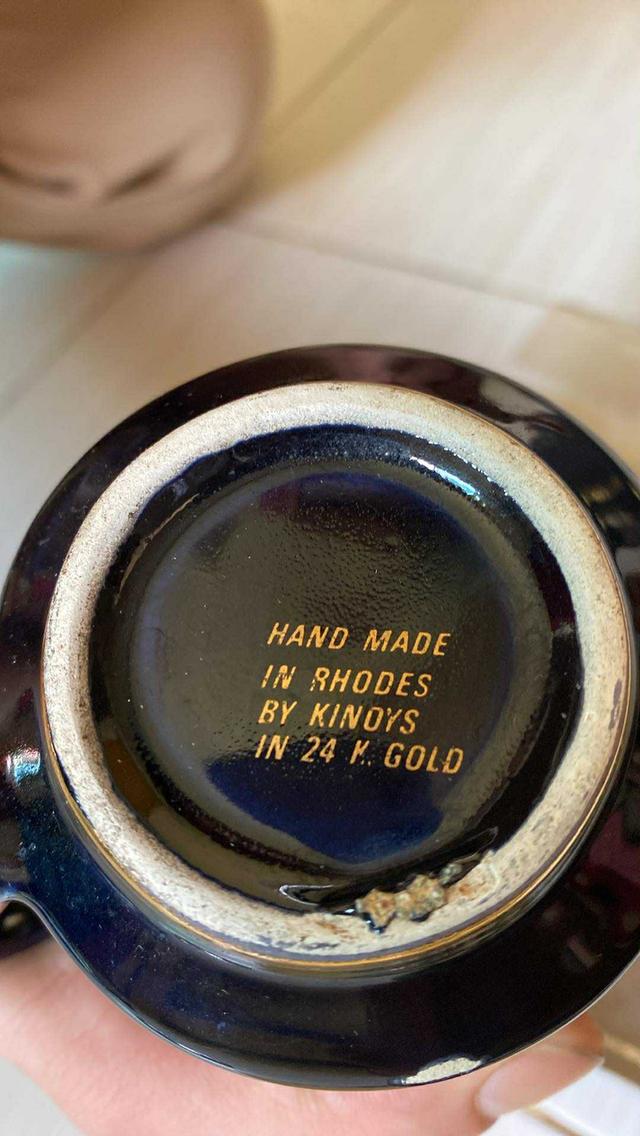 HAND MADE
IN RHODES
BY KINOYS
IN 24 K. GOLD